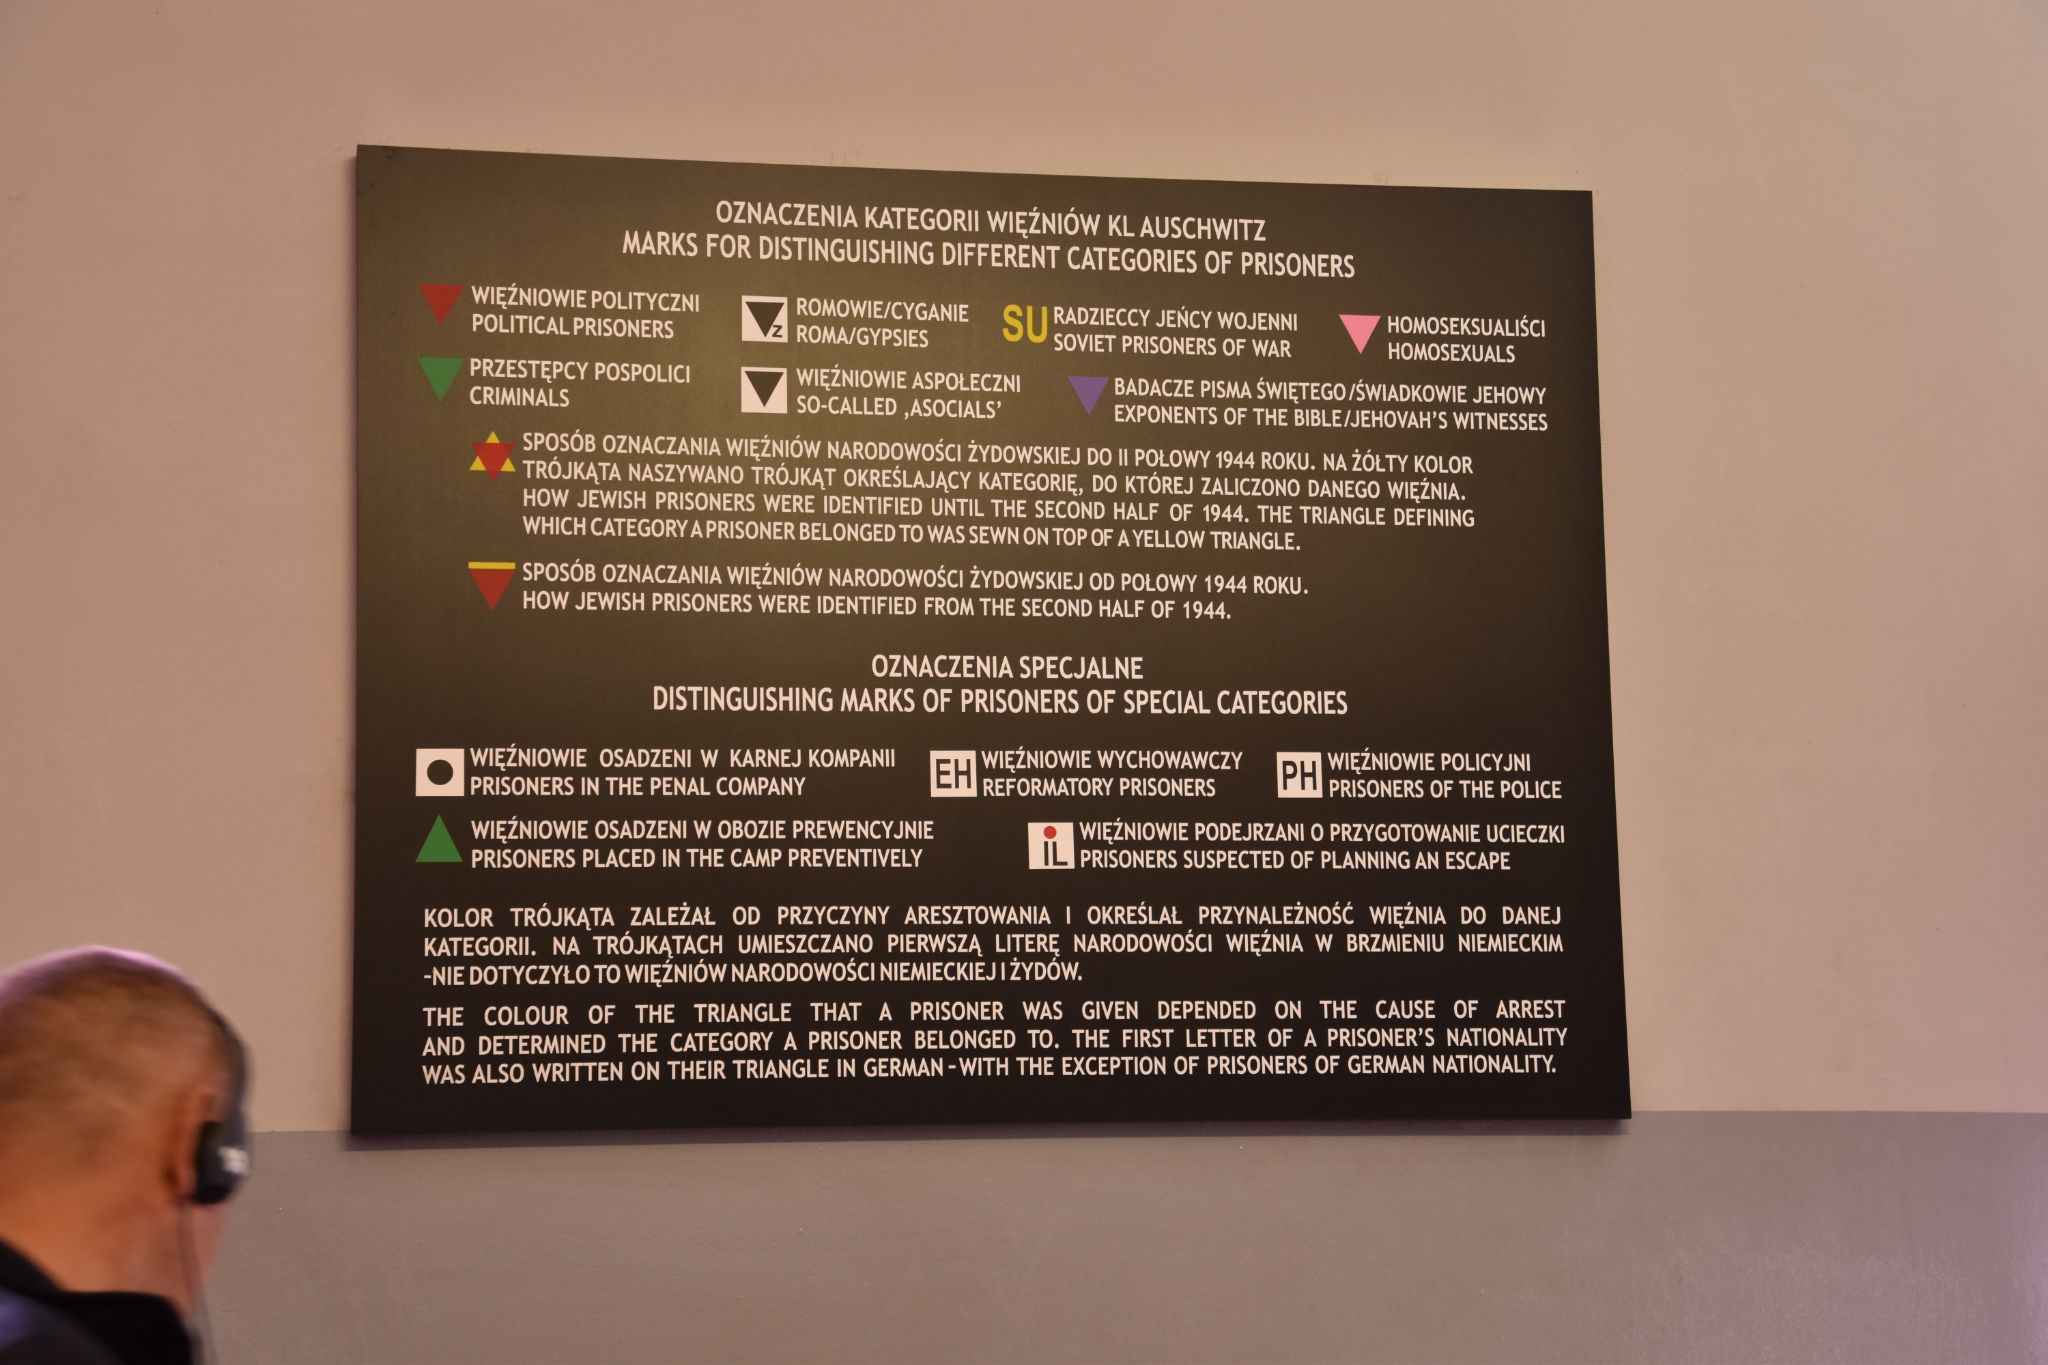 OZNACZENIA KATEGORII WIĘŹNIÓW KL AUSCHWITZ
MARKS FOR DISTINGUISHING DIFFERENT CATEGORIES OF PRISONERS
WIĘŹNIOWIE POLITYCZNI
POLITICAL PRISONERS
Z
ROMOWIE/CYGANIE
ROMA/GYPSIES
SU
RADZIECCY JEŃCY WOJENNI
SOVIET PRISONERS OF WAR
HOMOSEKSUALIŚCI
HOMOSEXUALS
PRZESTĘPCY POSPOLICI
CRIMINALS
WIĘŹNIOWIE ASPOŁECZNI
SO-CALLED ‚ASOCIALS’
BADACZE PISMA ŚWIĘTEGO/ŚWIADKOWIE JEHOWY
EXPONENTS OF THE BIBLE/JEHOVAH'S WITNESSES
SPOSÓB OZNACZANIA WIĘŹNIÓW NARODOWOŚCI ŻYDOWSKIEJ DO II POŁOWY 1944 ROKU. NA ŻÓŁTY KOLOR
TRÓJKĄTA NASZYWANO TRÓJKĄT OKREŚLAJĄCY KATEGORIĘ, DO KTÓREJ ZALICZONO DANEGO WIĘŹNIA.
HOW JEWISH PRISONERS WERE IDENTIFIED UNTIL THE SECOND HALF OF 1944. THE TRIANGLE DEFINING
WHICH CATEGORY A PRISONER BELONGED TO WAS SEWN ON TOP OF A YELLOW TRIANGLE.
SPOSÓB OZNACZANIA WIĘŹNIÓW NARODOWOŚCI ŻYDOWSKIEJ OD POŁOWY 1944 ROKU.
HOW JEWISH PRISONERS WERE IDENTIFIED FROM THE SECOND HALF OF 1944.
OZNACZENIA SPECJALNE
DISTINGUISHING MARKS OF PRISONERS OF SPECIAL CATEGORIES
WIĘŹNIOWIE OSADZENI W KARNEJ KOMPANII
PRISONERS IN THE PENAL COMPANY
EH
WIĘŹNIOWIE WYCHOWAWCZY
REFORMATORY PRISONERS
PH
WIĘŹNIOWIE POLICYJNI
PRISONERS OF THE POLICE
WIĘŹNIOWIE OSADZENI W OBOZIE PREWENCYJNIE
PRISONERS PLACED IN THE CAMP PREVENTIVELY
iL
WIĘŹNIOWIE PODEJRZANI O PRZYGOTOWANIE UCIECZKI
PRISONERS SUSPECTED OF PLANNING AN ESCAPE
KOLOR TRÓJKĄTA ZALEŻAŁ OD PRZYCZYNY ARESZTOWANIA I OKREŚLAŁ PRZYNALEŻNOŚĆ WIĘŹNIA DO DANEJ
KATEGORII. NA TRÓJKĄTACH UMIESZCZANO PIERWSZĄ LITERĘ NARODOWOŚCI WIĘŹNIA W BRZMIENIU NIEMIECKIM
-NIE DOTYCZYŁO TO WIĘŹNIÓW NARODOWOŚCI NIEMIECKIEJ I ŻYDÓW.
THE COLOUR OF THE TRIANGLE THAT A PRISONER WAS GIVEN DEPENDED ON THE CAUSE OF ARREST
AND DETERMINED THE CATEGORY A PRISONER BELONGED TO. THE FIRST LETTER OF A PRISONER'S NATIONALITY
WAS ALSO WRITTEN ON THEIR TRIANGLE IN GERMAN -WITH THE EXCEPTION OF PRISONERS OF GERMAN NATIONALITY.